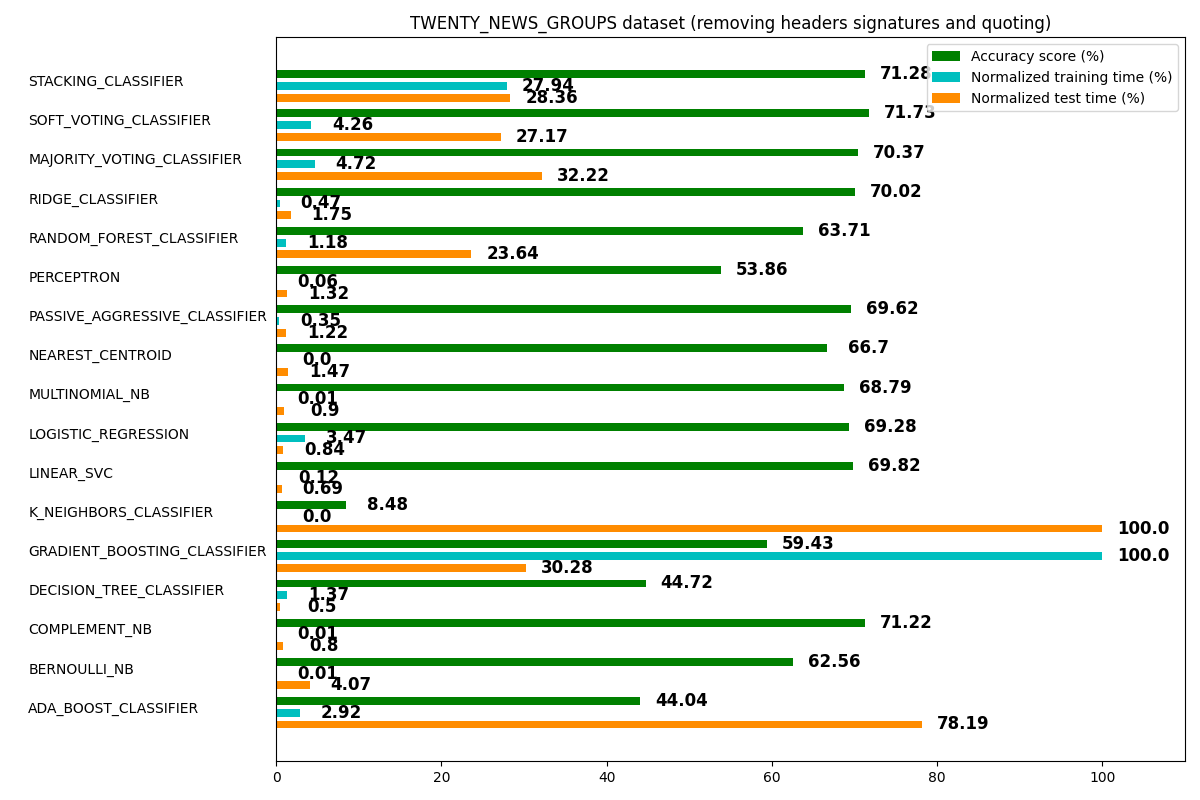 TWENTY_NEWS_GROUPS dataset (removing headers signatures and quoting)
Accuracy score (%)
Normalized training time (%)
Normalized test time (%)
STACKING_CLASSIFIER
71.28
27.94
28.36
SOFT_VOTING_CLASSIFIER
71.73
4.26
27.17
MAJORITY_VOTING_CLASSIFIER
70.37
4.72
32.22
RIDGE_CLASSIFIER
70.02
0.47
1.75
RANDOM_FOREST_CLASSIFIER
63.71
1.18
23.64
PERCEPTRON
53.86
0.06
1.32
PASSIVE_AGGRESSIVE_CLASSIFIER
69.62
0.35
1.22
NEAREST_CENTROID
66.7
0.0
1.47
MULTINOMIAL_NB
68.79
0.01
0.9
LOGISTIC_REGRESSION
69.28
3.47
0.84
LINEAR_SVC
69.82
0.12
0.69
K_NEIGHBORS_CLASSIFIER
8.48
0.0
100.0
GRADIENT_BOOSTING_CLASSIFIER
59.43
100.0
30.28
DECISION_TREE_CLASSIFIER
44.72
1.37
0.5
COMPLEMENT_NB
71.22
0.01
0.8
BERNOULLI_NB
62.56
0.01
4.07
ADA_BOOST_CLASSIFIER
44.04
2.92
78.19
0 20 40 60 80 100